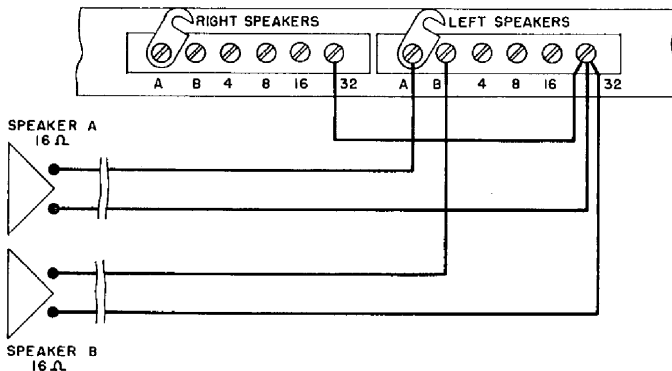 RIGHT SPEAKERS
LEFT SPEAKERS
A B 4 8 16 32
A B 4 8 16 32
SPEAKER A
16 Ω
SPEAKER B
16 Ω